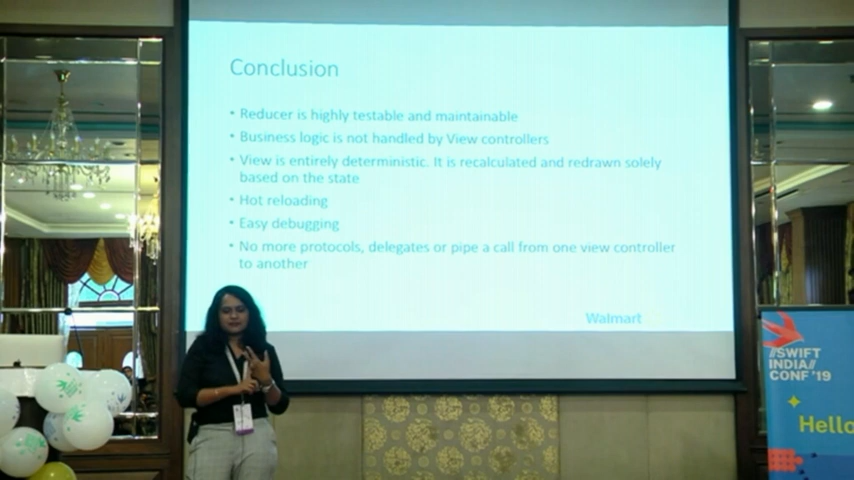 Conclusion
• Reducer is highly testable and maintainable
• Business logic is not handled by View controllers
• View is entirely deterministic. It is recalculated and redrawn solely
based on the state
• Hot reloading
• Easy debugging
• No more protocols, delegates or pipe a call from one view controller
to another
Walmart
//SWIFT
INDIA//
CONF '19
Hello